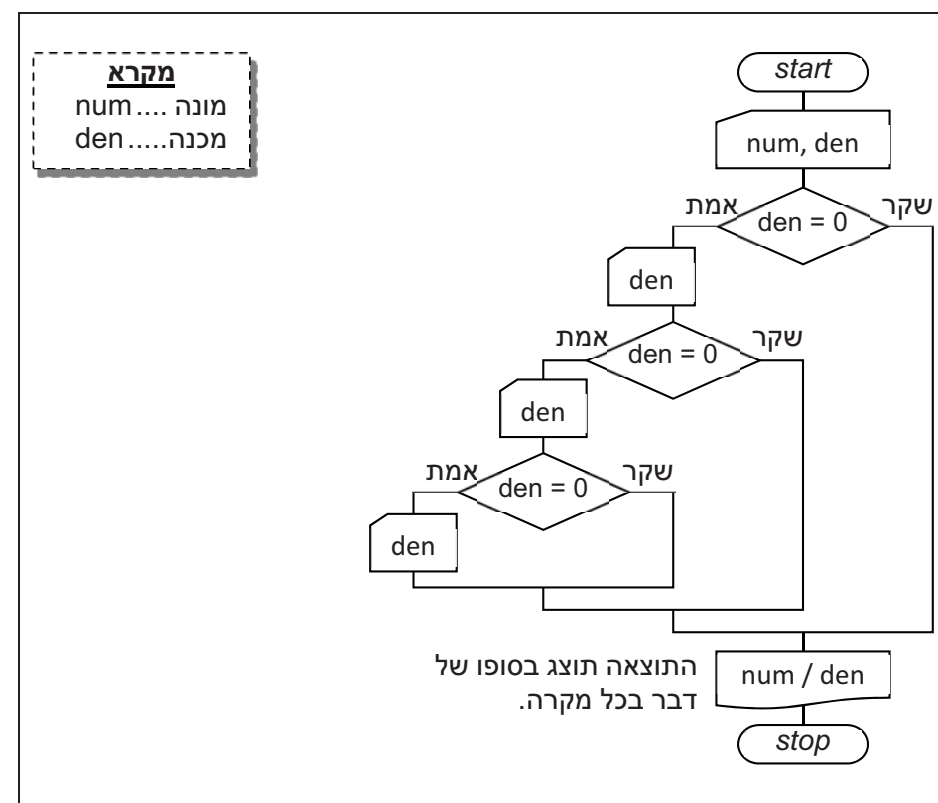 מקרא
מונה .... num
מכנה..... den
start
num, den
אמת
den = 0
שקר
den
אמת
den = 0
שקר
den
אמת
den = 0
שקר
den
התוצאה תוצג בסופו של
דבר בכל מקרה.
num / den
stop